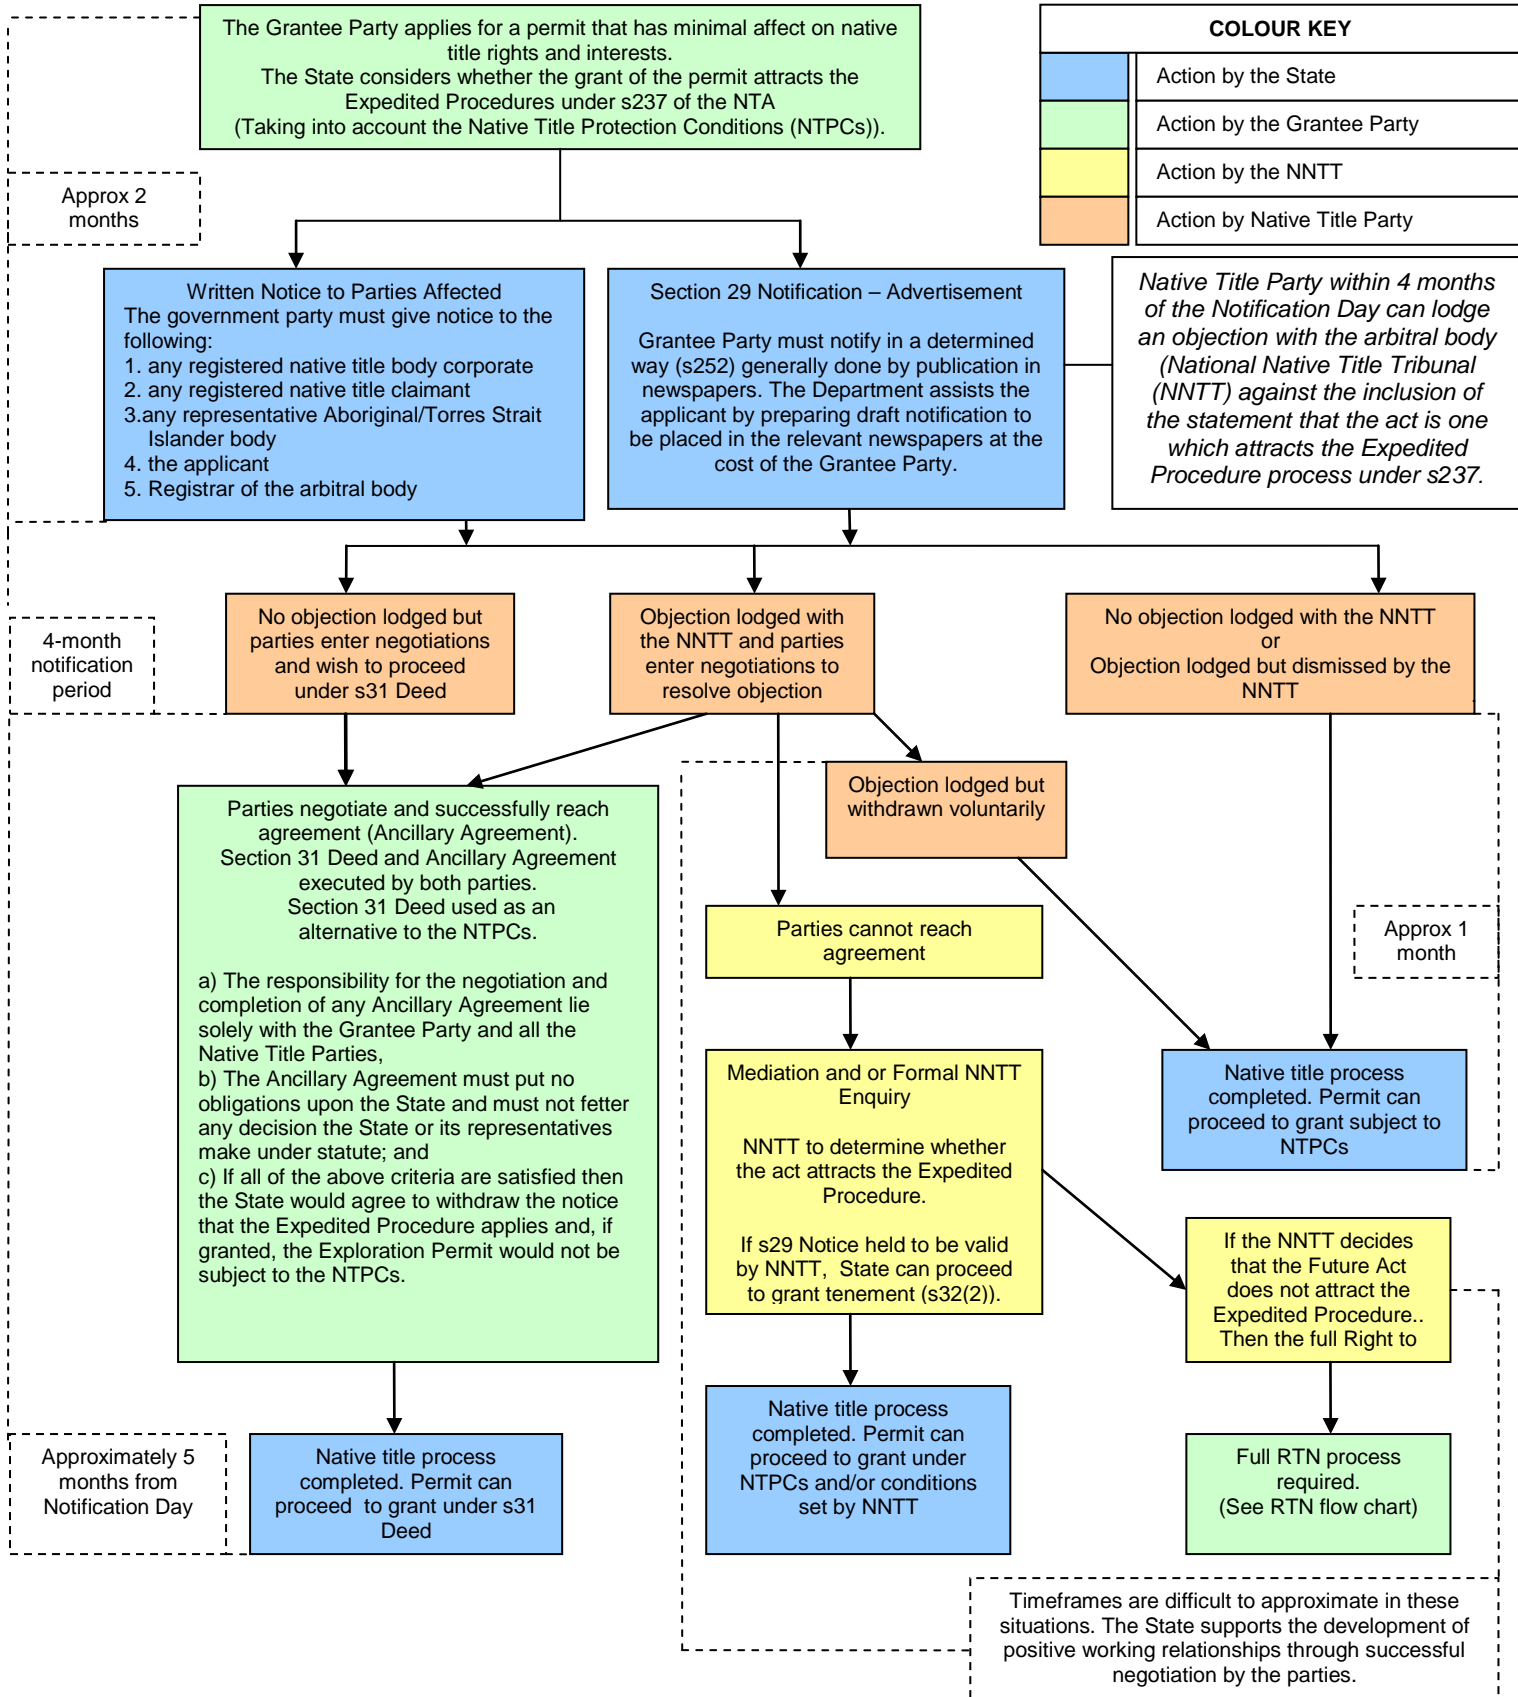 The Grantee Party applies for a permit that has minimal affect on native
title rights and interests.
The State considers whether the grant of the permit attracts the
Expedited Procedures under s237 of the NTA
(Taking into account the Native Title Protection Conditions (NTPCs)).
COLOUR KEY
Action by the State
Action by the Grantee Party
Action by the NNTT
Action by Native Title Party
Approx 2
months
Written Notice to Parties Affected
The government party must give notice to the
following:
1. any registered native title body corporate
2. any registered native title claimant
3.any representative Aboriginal/Torres Strait
Islander body
4. the applicant
5. Registrar of the arbitral body
Section 29 Notification – Advertisement
Grantee Party must notify in a determined
way (s252) generally done by publication in
newspapers. The Department assists the
applicant by preparing draft notification to
be placed in the relevant newspapers at the
cost of the Grantee Party.
Native Title Party within 4 months
of the Notification Day can lodge
an objection with the arbitral body
(National Native Title Tribunal
(NNTT) against the inclusion of
the statement that the act is one
which attracts the Expedited
Procedure process under s237.
4-month
notification
period
No objection lodged but
parties enter negotiations
and wish to proceed
under s31 Deed
Objection lodged with
the NNTT and parties
enter negotiations to
resolve objection
No objection lodged with the NNTT
or
Objection lodged but dismissed by the
NNTT
Objection lodged but
withdrawn voluntarily
Parties negotiate and successfully reach
agreement (Ancillary Agreement).
Section 31 Deed and Ancillary Agreement
executed by both parties.
Section 31 Deed used as an
alternative to the NTPCs.
a) The responsibility for the negotiation and
completion of any Ancillary Agreement lie
solely with the Grantee Party and all the
Native Title Parties,
b) The Ancillary Agreement must put no
obligations upon the State and must not fetter
any decision the State or its representatives
make under statute; and
c) If all of the above criteria are satisfied then
the State would agree to withdraw the notice
that the Expedited Procedure applies and, if
granted, the Exploration Permit would not be
subject to the NTPCs.
Parties cannot reach
agreement
Approx 1
month
Mediation and or Formal NNTT
Enquiry
NNTT to determine whether
the act attracts the Expedited
Procedure.
If s29 Notice held to be valid
by NNTT, State can proceed
to grant tenement (s32(2)).
Native title process
completed. Permit can
proceed to grant subject to
NTPCs
If the NNTT decides
that the Future Act
does not attract the
Expedited Procedure..
Then the full Right to
Approximately 5
months from
Notification Day
Native title process
completed. Permit can
proceed to grant under s31
Deed
Native title process
completed. Permit can
proceed to grant under
NTPCs and/or conditions
set by NNTT
Full RTN process
required.
(See RTN flow chart)
Timeframes are difficult to approximate in these
situations. The State supports the development of
positive working relationships through successful
negotiation by the parties.